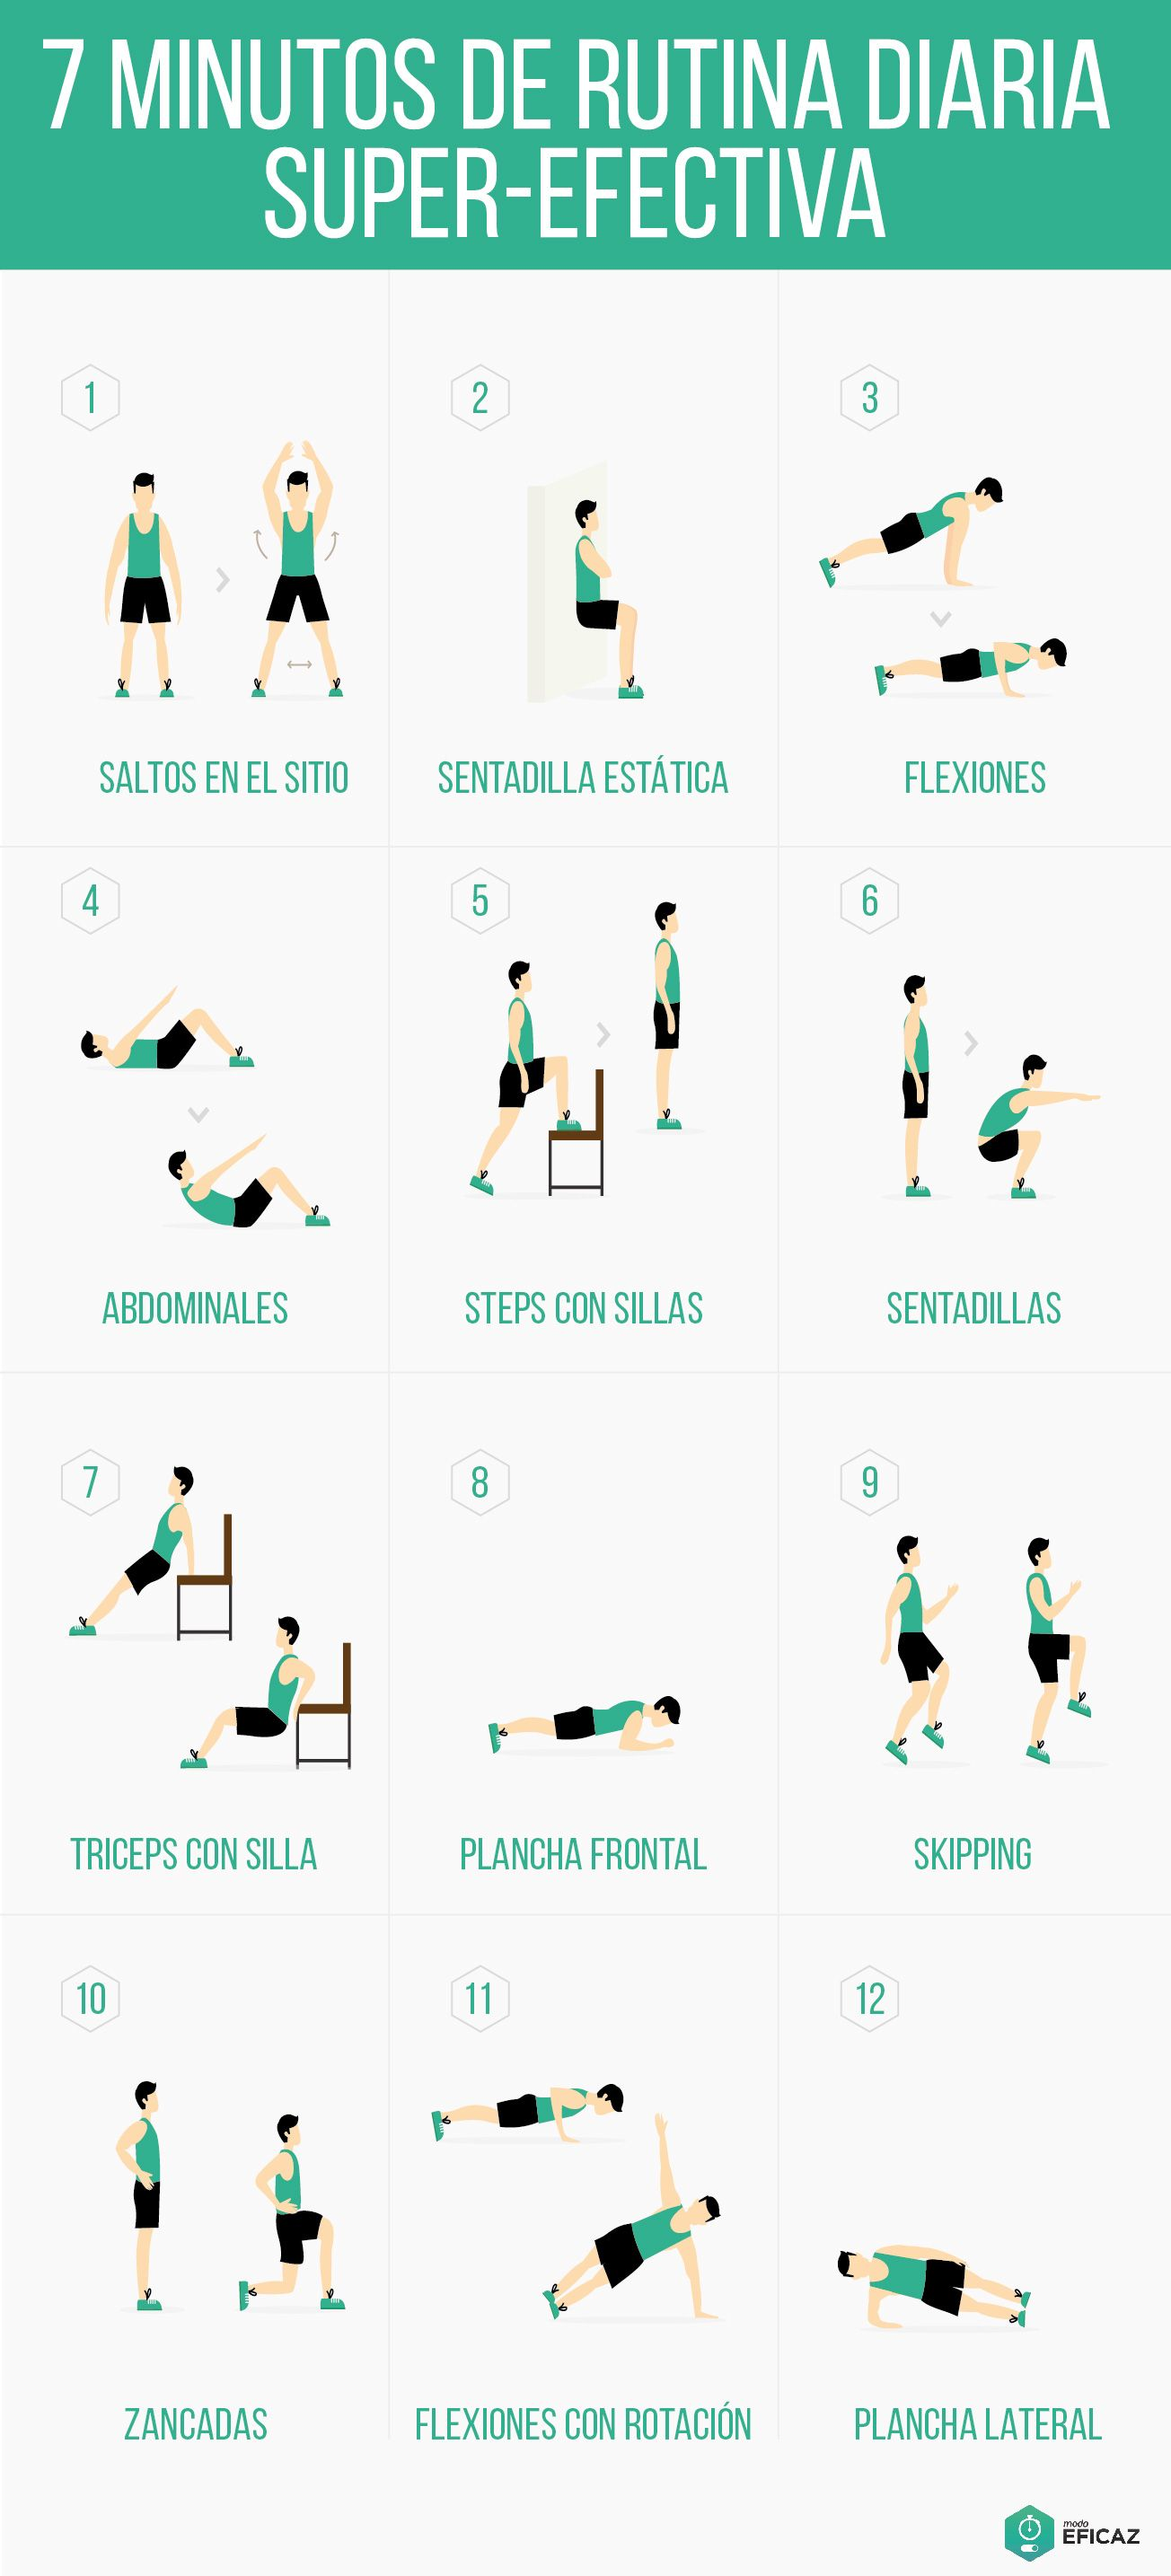 7 MINUTOS DE RUTINA DIARIA
SUPER-EFECTIVA
1
2
3
SALTOS EN EL SITIO
SENTADILLA ESTÁTICA
FLEXIONES
4
5
6
ABDOMINALES
STEPS CON SILLAS
SENTADILLAS
7
8
9
TRICEPS CON SILLA
PLANCHA FRONTAL
SKIPPING
10
11
12
ZANCADAS
FLEXIONES CON ROTACIÓN
PLANCHA LATERAL
modo
EFICAZ